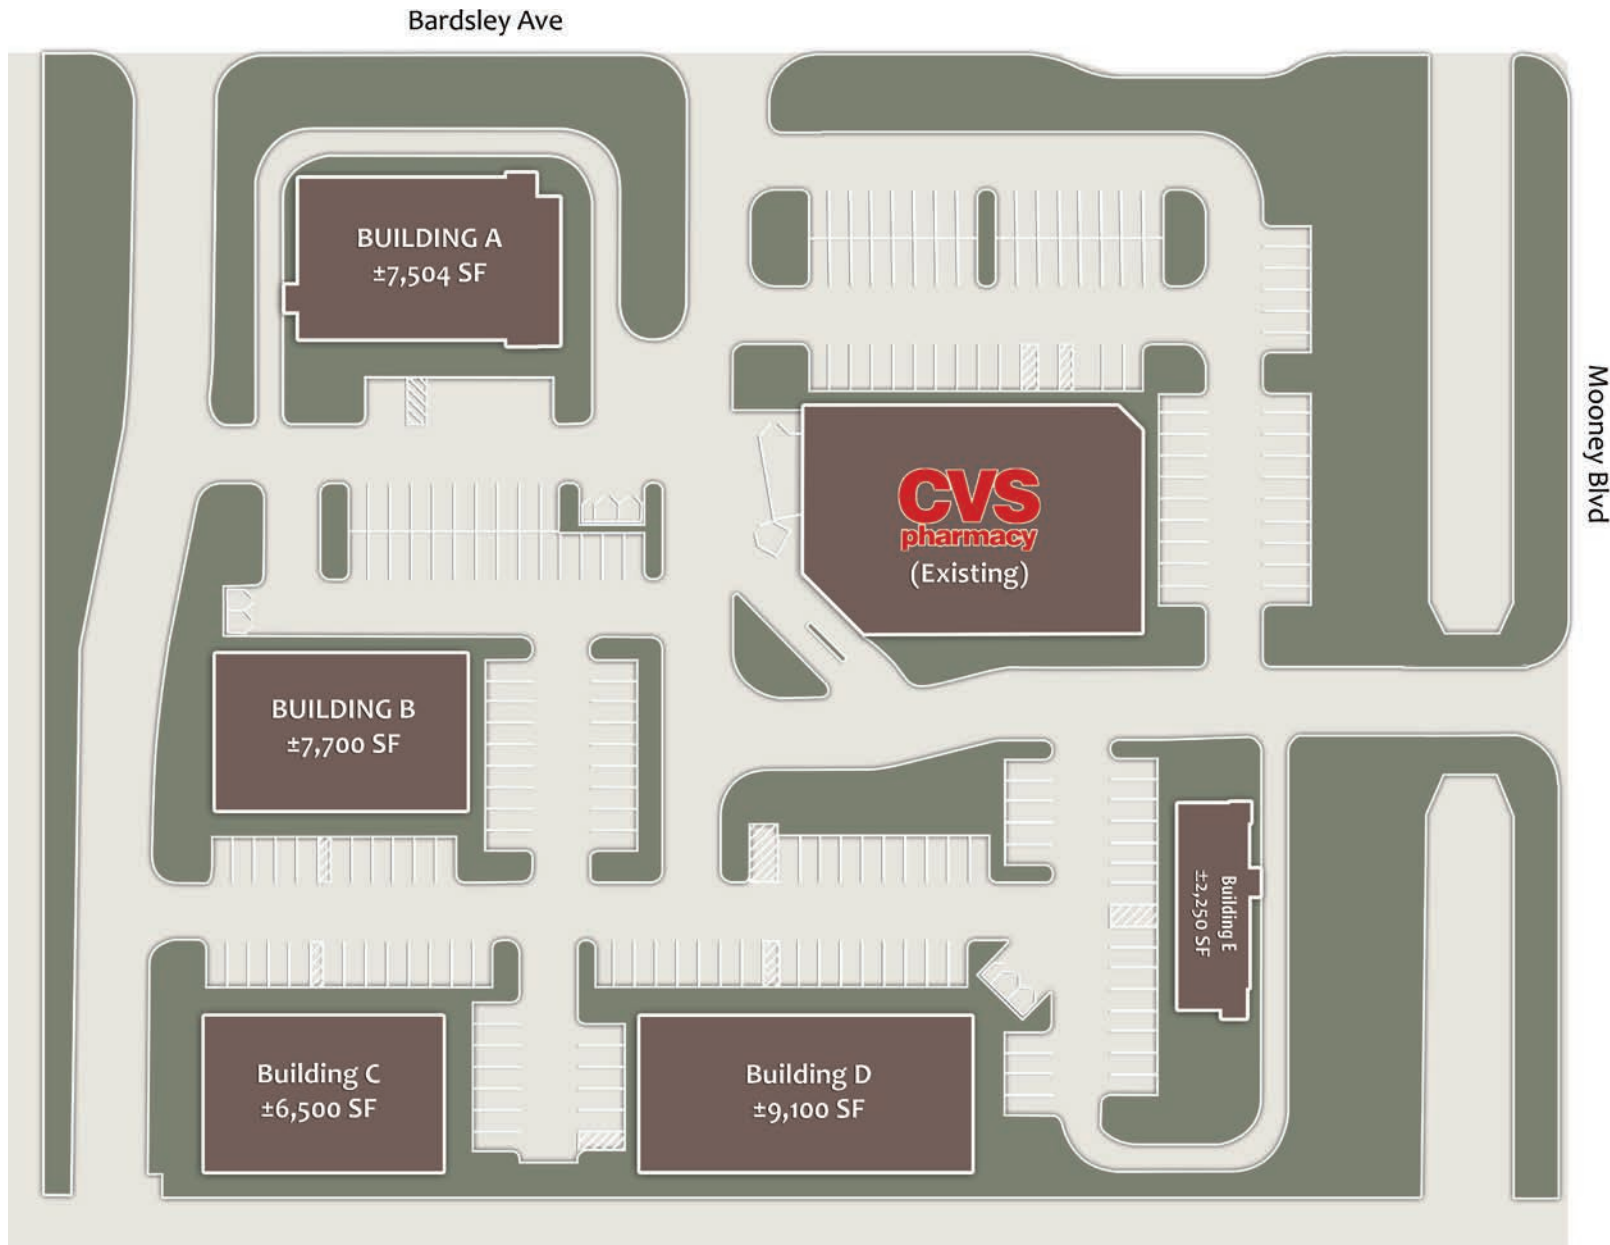 Bardsley Ave
BUILDING A
±7,504 SF
Mooney Blvd
CVS
pharmacy
(Existing)
BUILDING B
±7,700 SF
Building E
±2,250 SF
Building C
±6,500 SF
Building D
±9,100 SF